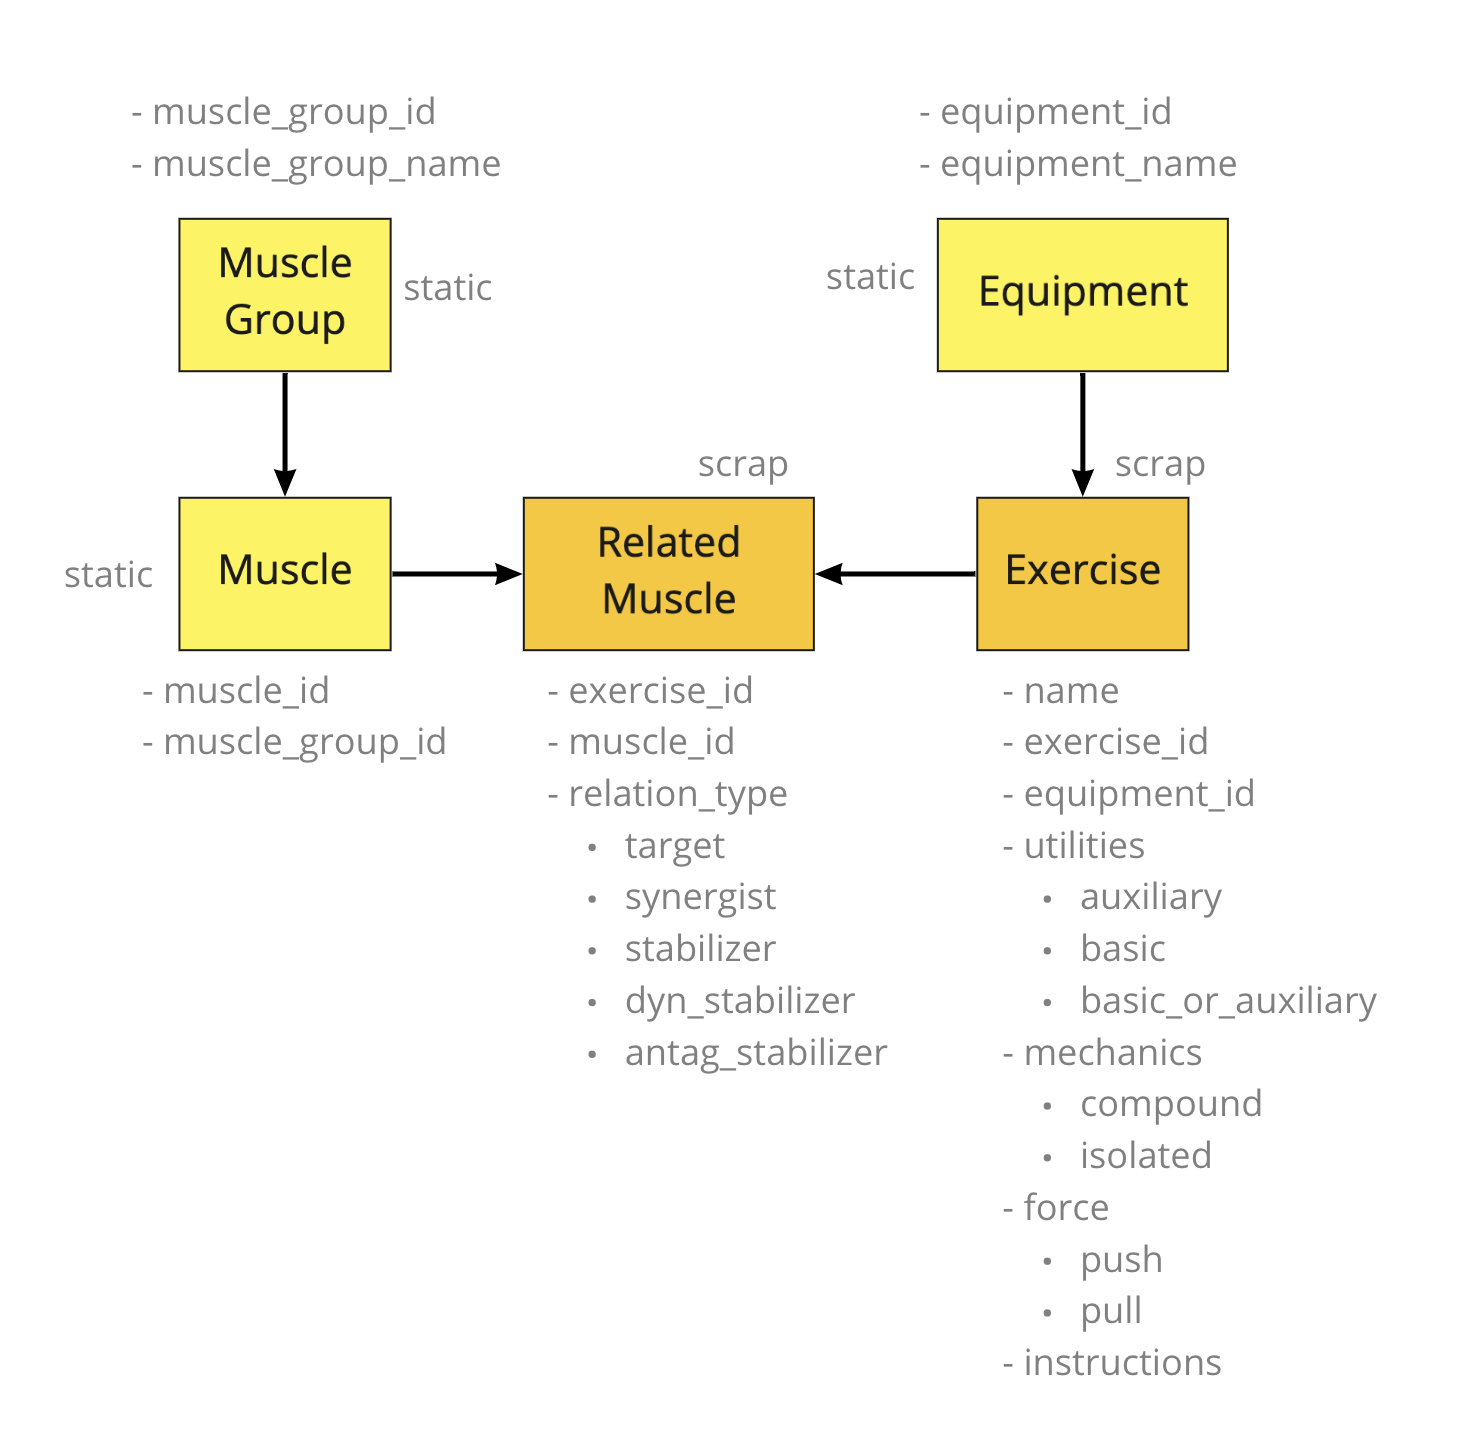 - muscle_group_id
- muscle_group_name
Muscle
Group
static
- equipment_id
- equipment_name
static
Equipment
static
Muscle
- muscle_id
- muscle_group_id
scrap
Related
Muscle
- exercise_id
- muscle_id
- relation_type
• target
• synergist
• stabilizer
• dyn_stabilizer
• antag_stabilizer
scrap
Exercise
- name
- exercise_id
- equipment_id
- utilities
• auxiliary
• basic
• basic_or_auxiliary
- mechanics
• compound
• isolated
- force
• push
• pull
- instructions